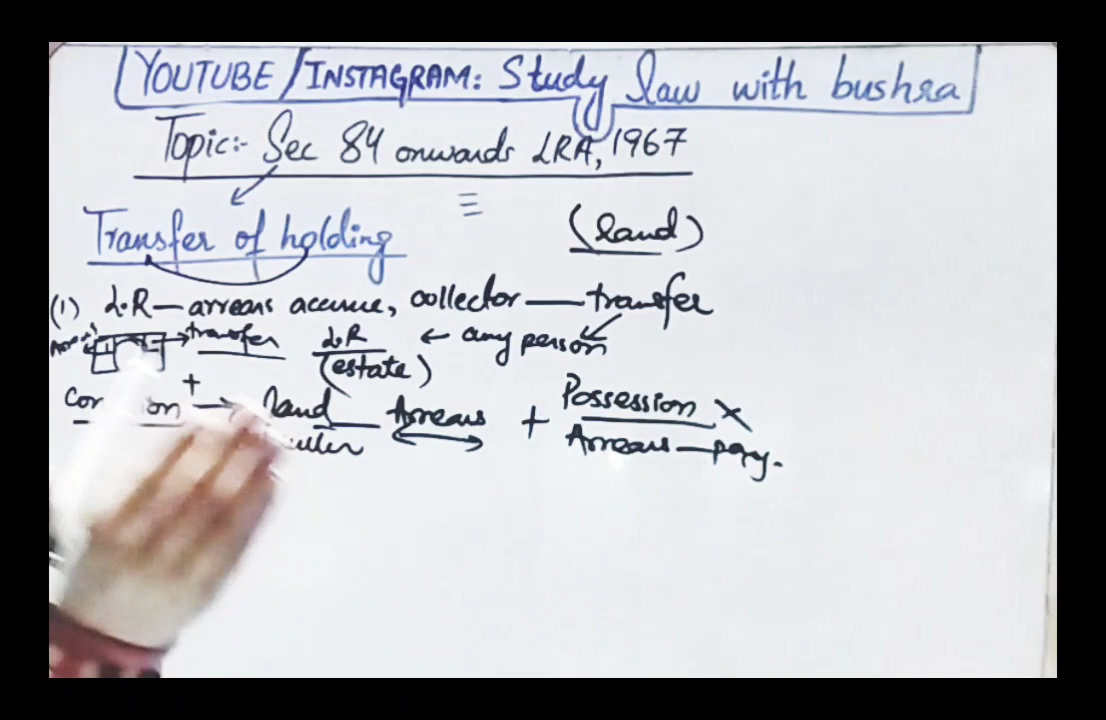 YOUTUBE/INSTAGRAM: Study law with bushra
Topic:- Sec 84 onwards LRA, 1967
Transfer of holding (land)
(1) L.R — arrears accrue, collector — transfer
transfer L.R ← any person
(estate)
+ → land Arrears + Possession X
Arrears — pay.